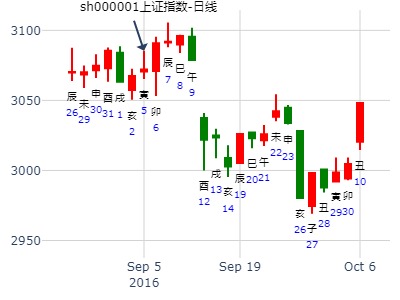 sh000001上证指数-日线
3100
3050
3000
2950
辰
26
未
29
申
30
酉
31
戌
1
亥
2
寅
5
卯
6
辰
7
巳
8
午
9
酉
12
戌
13
亥
14
辰
19
巳
20
午
21
未
22
申
23
亥
26
子
27
丑
28
寅
29
卯
30
丑
10
Sep 5
2016
Sep 19
Oct 6